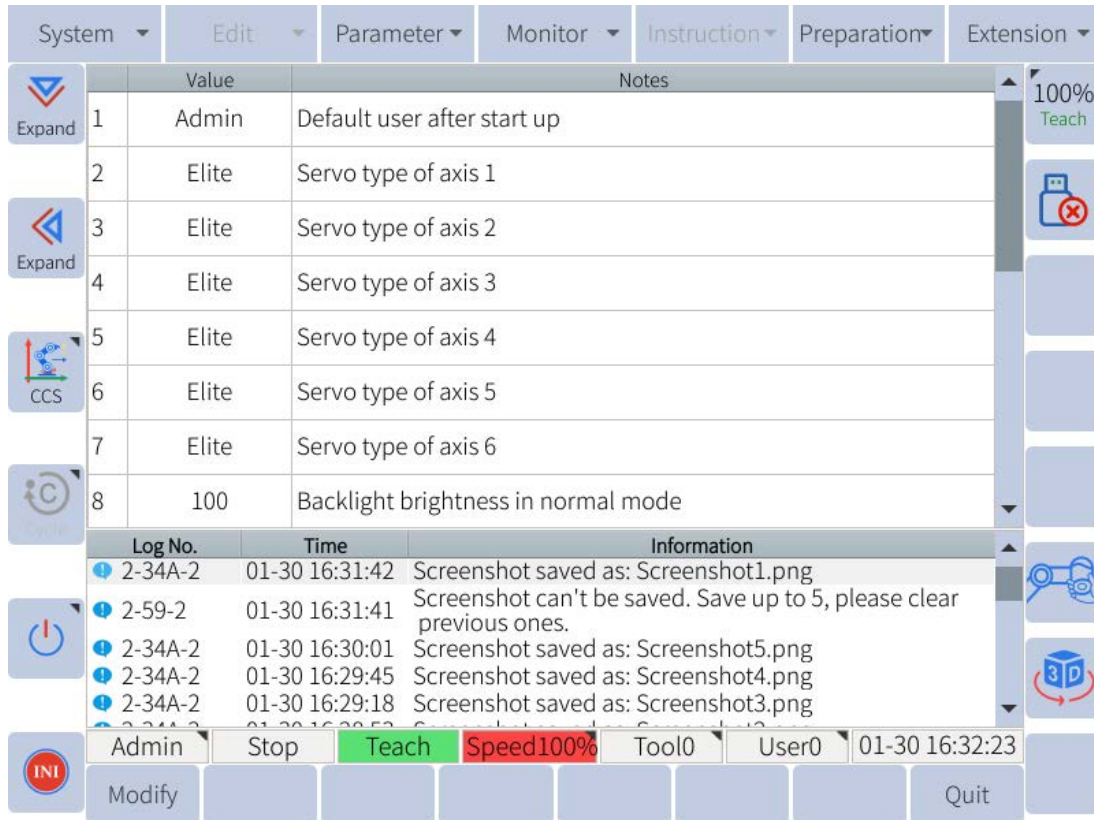 System Edit Parameter Monitor Instruction Preparation Extension
Value Notes
Expand
1 Admin Default user after start up
100%
Teach
2 Elite Servo type of axis 1
3 Elite Servo type of axis 2
Expand
4 Elite Servo type of axis 3
5 Elite Servo type of axis 4
CCS
6 Elite Servo type of axis 5
7 Elite Servo type of axis 6
C
Cycle
8 100 Backlight brightness in normal mode
Log No. Time Information
2-34A-2 01-30 16:31:42 Screenshot saved as: Screenshot1.png
2-59-2 01-30 16:31:41 Screenshot can't be saved. Save up to 5, please clear
previous ones.
2-34A-2 01-30 16:30:01 Screenshot saved as: Screenshot5.png
2-34A-2 01-30 16:29:45 Screenshot saved as: Screenshot4.png
2-34A-2 01-30 16:29:18 Screenshot saved as: Screenshot3.png
3D
Admin Stop Teach Speed100% Tool0 User0 01-30 16:32:23
INI
Modify Quit